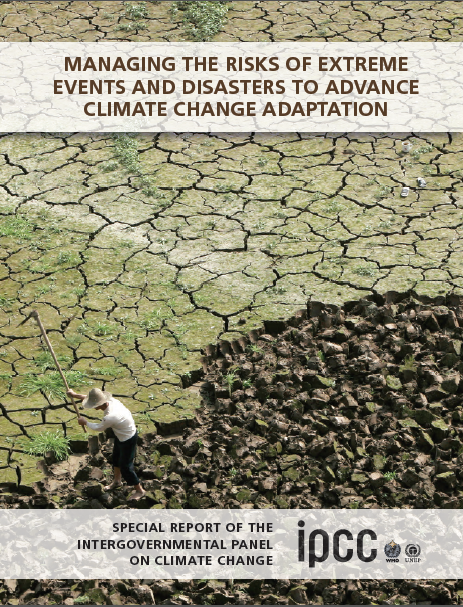 MANAGING THE RISKS OF EXTREME
EVENTS AND DISASTERS TO ADVANCE
CLIMATE CHANGE ADAPTATION
SPECIAL REPORT OF THE
INTERGOVERNMENTAL PANEL
ON CLIMATE CHANGE
ipcc
WMO UNEP